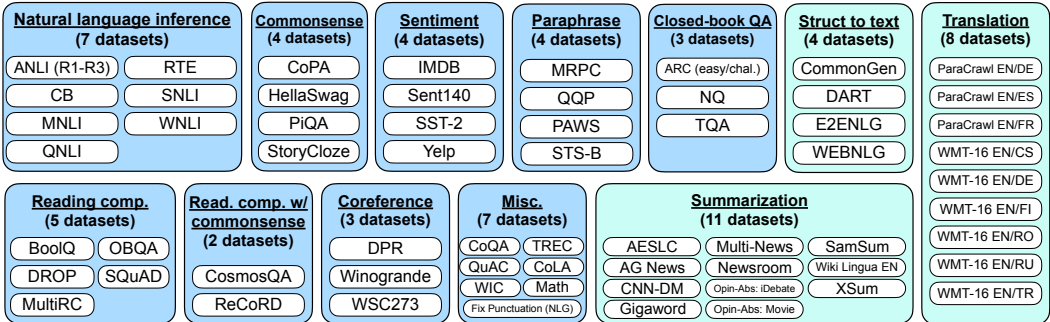 Natural language inference
(7 datasets)
ANLI (R1-R3)
RTE
CB
SNLI
MNLI
WNLI
QNLI
Commonsense
(4 datasets)
CoPA
HellaSwag
PiQA
StoryCloze
Sentiment
(4 datasets)
IMDB
Sent140
SST-2
Yelp
Paraphrase
(4 datasets)
MRPC
QQP
PAWS
STS-B
Closed-book QA
(3 datasets)
ARC (easy/chal.)
NQ
TQA
Struct to text
(4 datasets)
CommonGen
DART
E2ENLG
WEBNLG
Translation
(8 datasets)
ParaCrawl EN/DE
ParaCrawl EN/ES
ParaCrawl EN/FR
WMT-16 EN/CS
WMT-16 EN/DE
WMT-16 EN/FI
WMT-16 EN/RO
WMT-16 EN/RU
WMT-16 EN/TR
Reading comp.
(5 datasets)
BoolQ
OBQA
DROP
SQuAD
MultiRC
Read. comp. w/
commonsense
(2 datasets)
CosmosQA
ReCoRD
Coreference
(3 datasets)
DPR
Winogrande
WSC273
Misc.
(7 datasets)
CoQA
TREC
QuAC
CoLA
WIC
Math
Fix Punctuation (NLG)
Summarization
(11 datasets)
AESLC
Multi-News
SamSum
AG News
Newsroom
Wiki Lingua EN
CNN-DM
Opin-Abs: iDebate
XSum
Gigaword
Opin-Abs: Movie